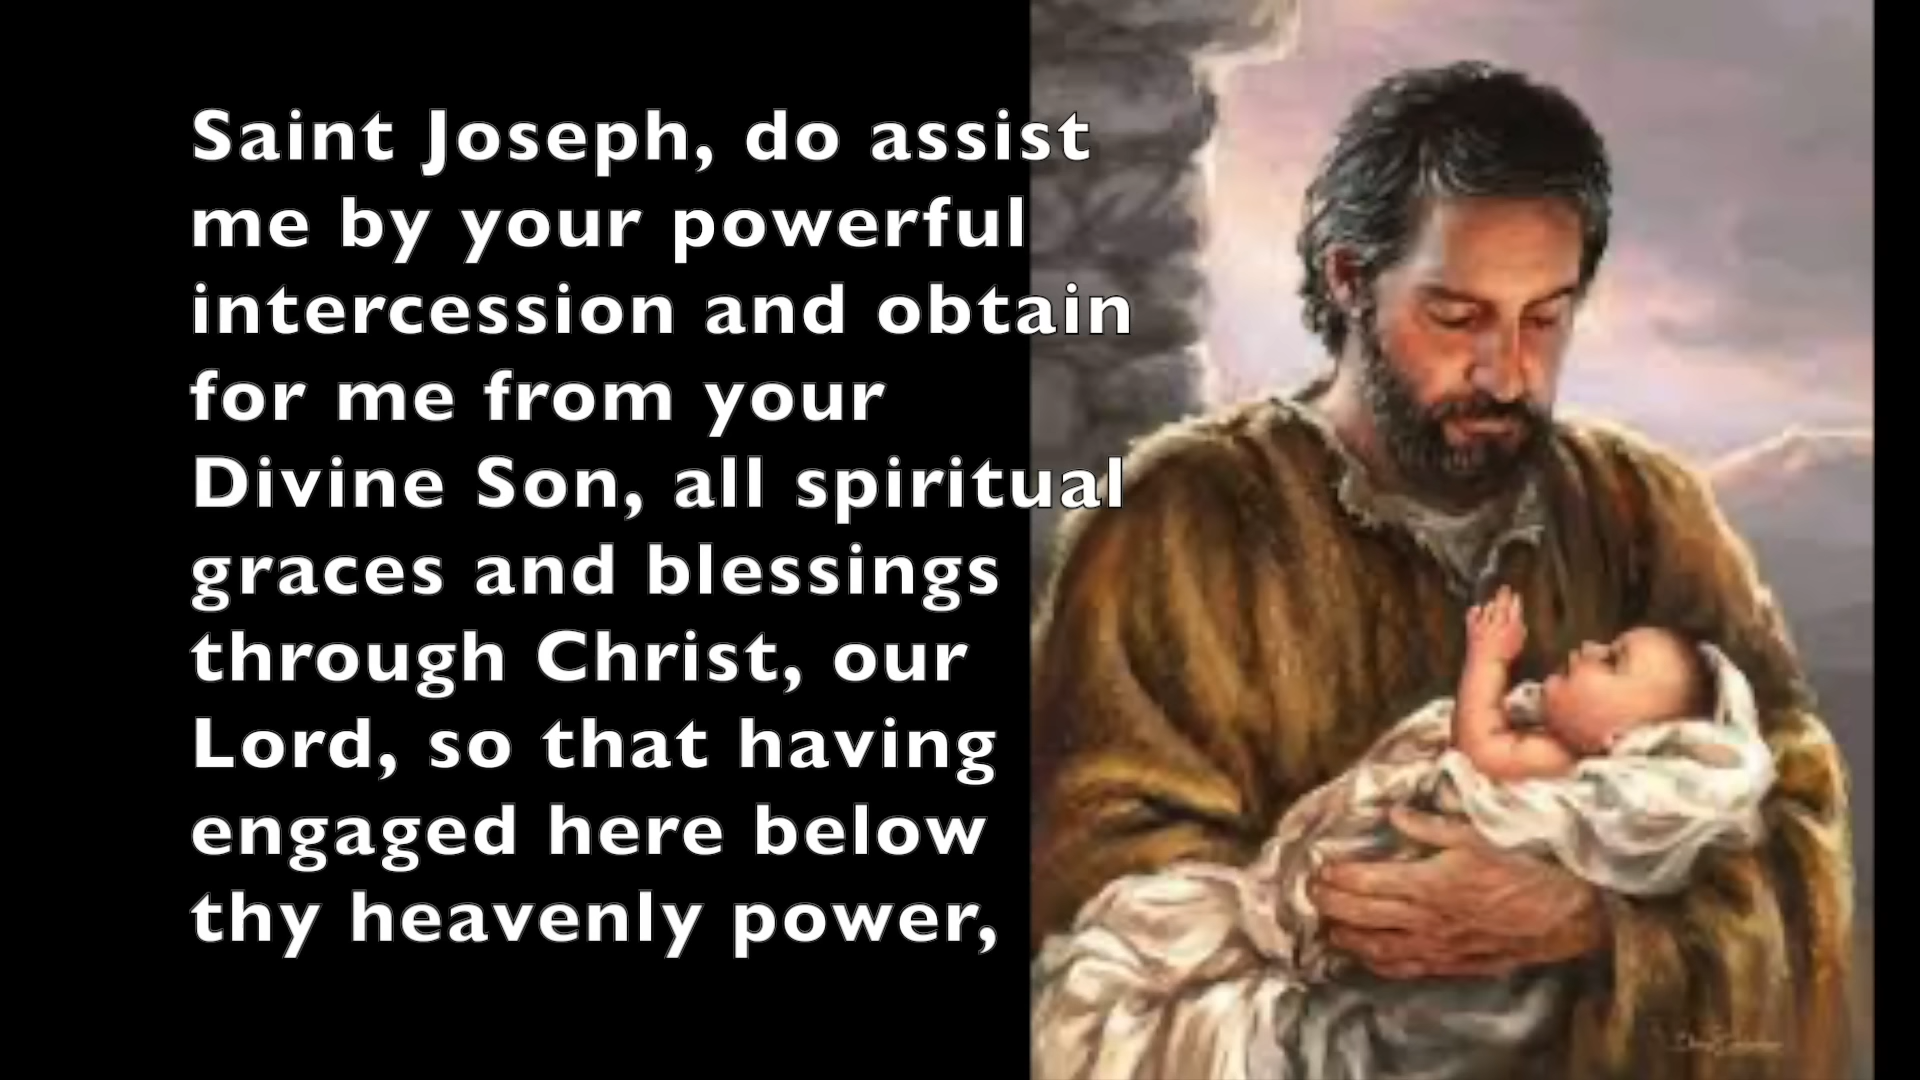 Saint Joseph, do assist
me by your powerful
intercession and obtain
for me from your
Divine Son, all spiritual
graces and blessings
through Christ, our
Lord, so that having
engaged here below
thy heavenly power,